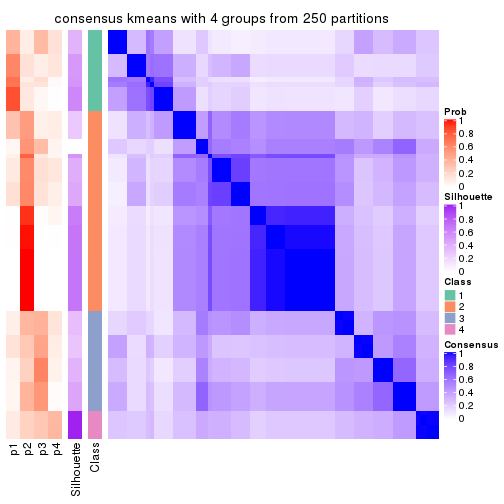 consensus kmeans with 4 groups from 250 partitions
Prob
1
0.8
0.6
0.4
0.2
0
Silhouette
1
0.8
0.6
0.4
0.2
0
Class
1
2
3
4
Consensus
1
0.8
0.6
0.4
0.2
0
p1
p2
p3
p4
Silhouette
Class